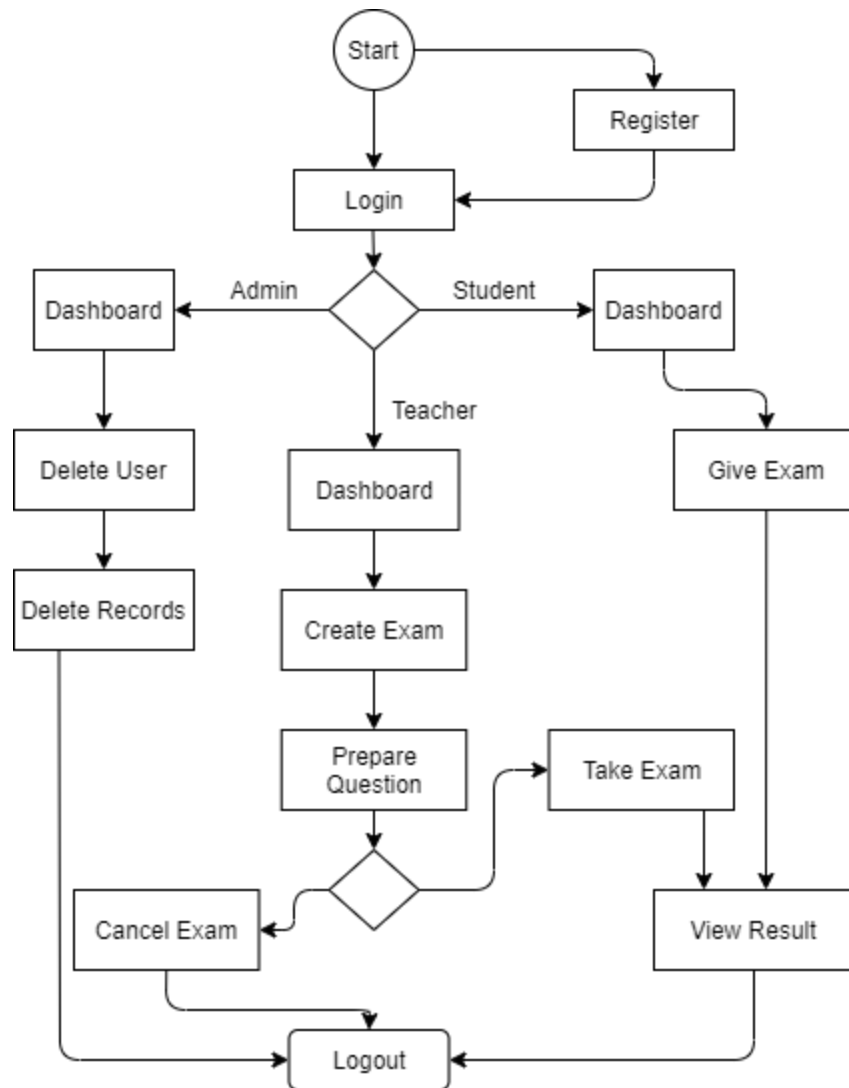 Start
Register
Login
Admin
Student
Dashboard
Dashboard
Teacher
Delete User
Dashboard
Give Exam
Delete Records
Create Exam
Prepare
Question
Take Exam
Cancel Exam
View Result
Logout